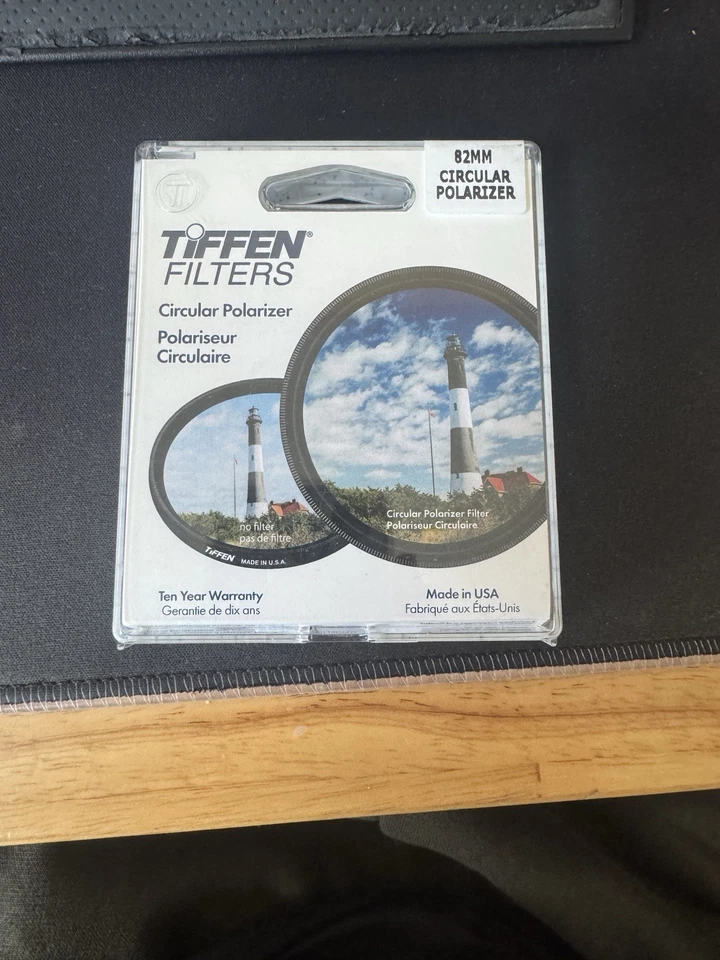 82MM
CIRCULAR
POLARIZER
TIFFEN®
FILTERS
Circular Polarizer
Polariseur
Circulaire
no filter
pas de filtre
TIFFEN MADE IN U.S.A.
Circular Polarizer Filter
Polariseur Circulaire
Ten Year Warranty
Gerantie de dix ans
Made in USA
Fabriqué aux États-Unis